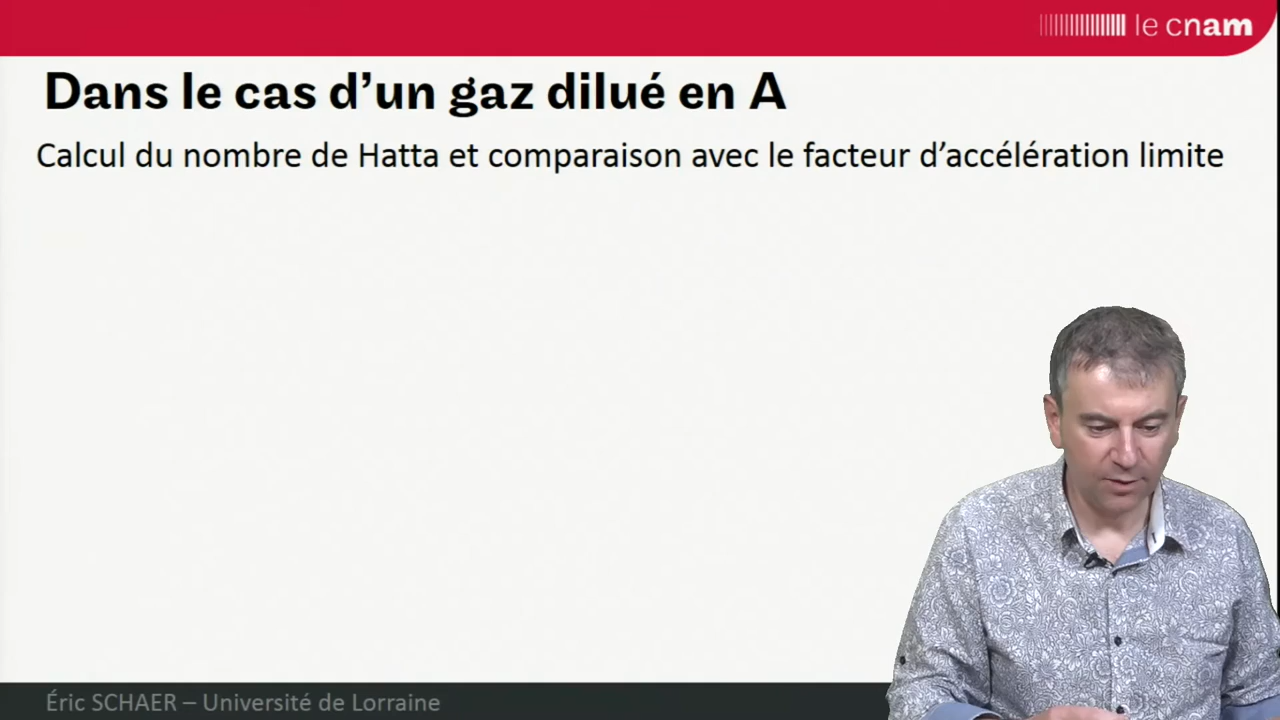 le cnam
Dans le cas d’un gaz dilué en A
Calcul du nombre de Hatta et comparaison avec le facteur d’accélération limite
Éric SCHAER – Université de Lorraine